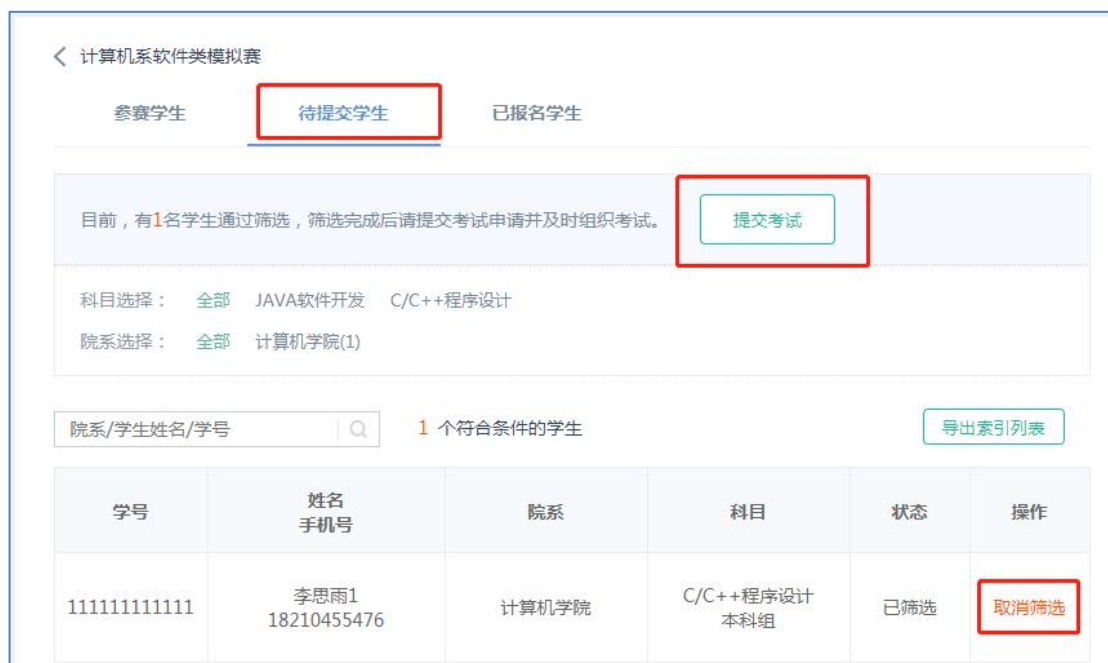 计算机系软件类模拟赛
参赛学生 待提交学生 已报名学生
目前，有1名学生通过筛选，筛选完成后请提交考试申请并及时组织考试。 提交考试
科目选择： 全部 JAVA软件开发 C/C++程序设计
院系选择： 全部 计算机学院(1)
院系/学生姓名/学号 1 个符合条件的学生 导出索引列表
学号 姓名 院系 科目 状态 操作
手机号
111111111111 李思雨1 计算机学院 C/C++程序设计 已筛选 取消筛选
18210455476 本科组